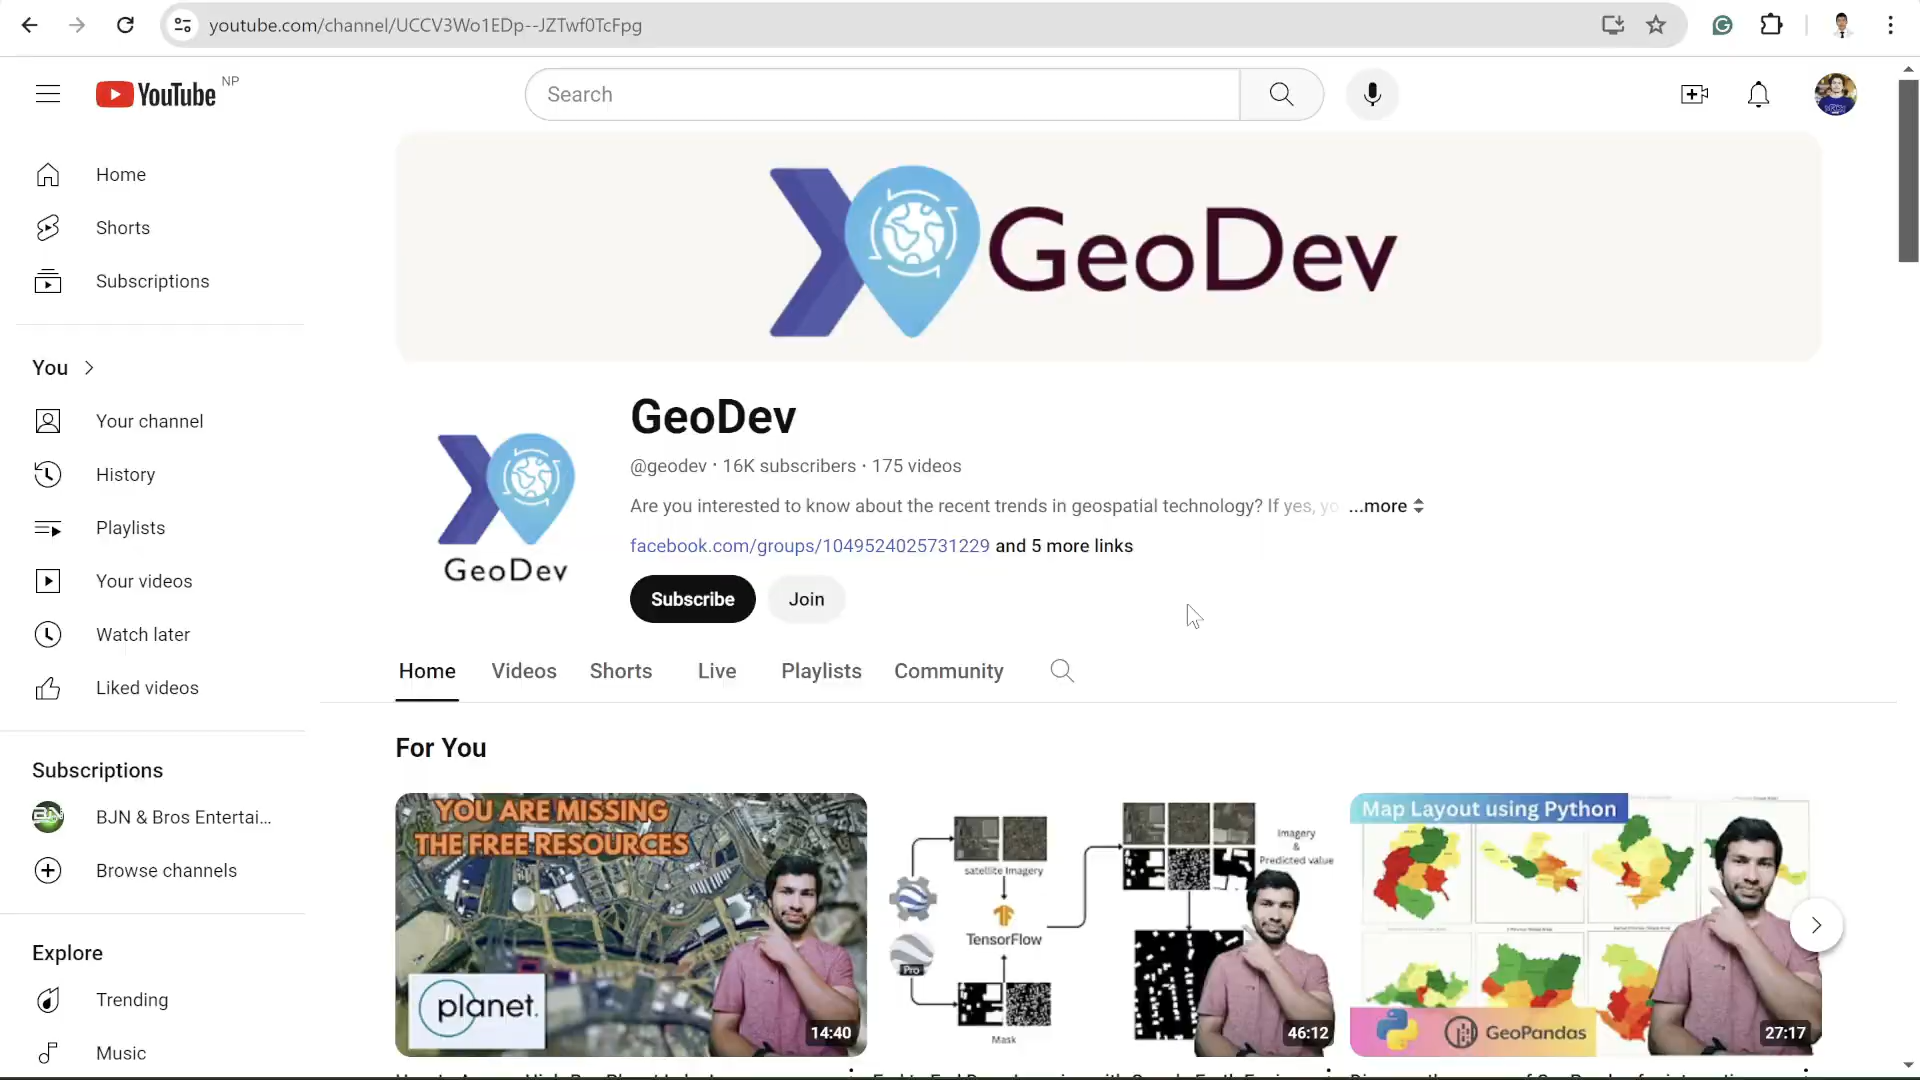 youtube.com/channel/UCCV3Wo1EDp--JZTwf0TcFpg
YouTube NP
Search
Home
Shorts
Subscriptions
You
Your channel
History
Playlists
Your videos
Watch later
Liked videos
Subscriptions
BJN & Bros Entertai...
Browse channels
Explore
Trending
Music
GeoDev
GeoDev
GeoDev
@geodev · 16K subscribers · 175 videos
Are you interested to know about the recent trends in geospatial technology? If yes, yo ...more
facebook.com/groups/1049524025731229 and 5 more links
Subscribe
Join
Home
Videos
Shorts
Live
Playlists
Community
For You
YOU ARE MISSING
THE FREE RESOURCES
planet.
14:40
satellite Imagery
TensorFlow
Pro
Mask
Imagery
&
Predicted value
46:12
Map Layout using Python
GeoPandas
27:17